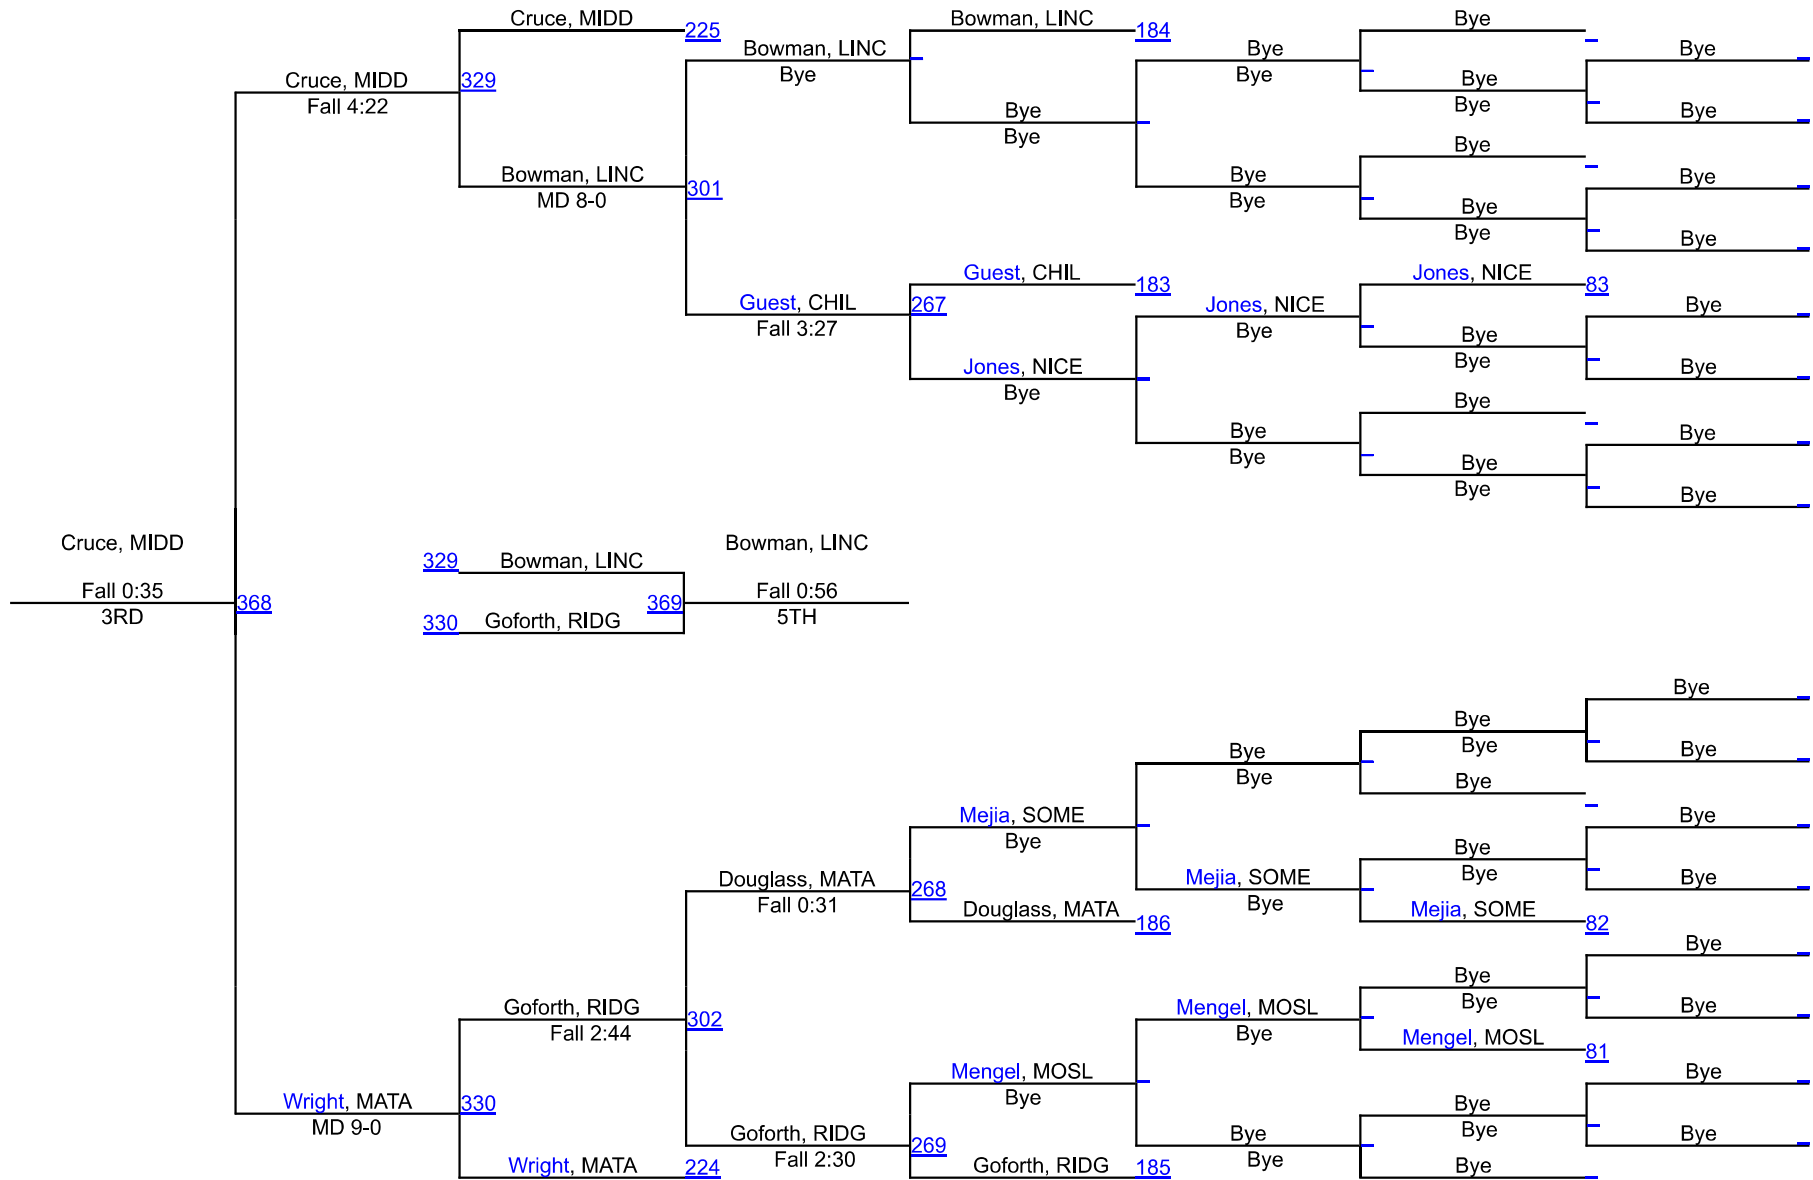 Cruce, MIDD
225
Bowman, LINC
184
Bye
Bowman, LINC
Bye
Bye
Bye
Bye
Cruce, MIDD
Fall 4:22
329
Bye
Bye
Bye
Bye
Bye
Bye
Bowman, LINC
MD 8-0
301
Bye
Bye
Bye
Bye
Bye
Bye
Bye
Guest, CHIL
183
Jones, NICE
83
Guest, CHIL
Fall 3:27
267
Jones, NICE
Bye
Bye
Bye
Bye
Jones, NICE
Bye
Bye
Bye
Bye
Bye
Bye
Bye
Bye
Bye
Cruce, MIDD
Fall 0:35
3RD
368
329
Bowman, LINC
330
Goforth, RIDG
369
Bowman, LINC
Fall 0:56
5TH
Bye
Bye
Bye
Bye
Bye
Bye
Bye
Mejia, SOME
Bye
Bye
Bye
Bye
Douglass, MATA
Fall 0:31
268
Mejia, SOME
Bye
Bye
Douglass, MATA
186
Mejia, SOME
82
Bye
Goforth, RIDG
Fall 2:44
302
Mengel, MOSL
Bye
Bye
Bye
Bye
Mengel, MOSL
81
Mengel, MOSL
Bye
Bye
Wright, MATA
MD 9-0
330
Bye
Bye
Goforth, RIDG
Fall 2:30
269
Bye
Bye
Bye
Wright, MATA
224
Goforth, RIDG
185
Bye